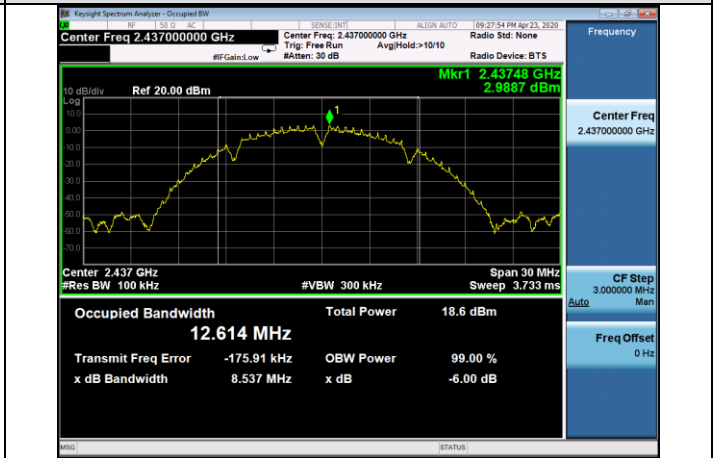 Keysight Spectrum Analyzer - Occupied BW
RF 50 Ω AC SENSE:INT ALIGN AUTO 09:27:54 PM Apr 23, 2020
Center Freq 2.437000000 GHz
#IFGain:Low
Center Freq: 2.437000000 GHz
Trig: Free Run Avg|Hold:>10/10
#Atten: 30 dB
Radio Std: None
Radio Device: BTS
Frequency
Mkr1 2.43748 GHz
2.9887 dBm
10 dB/div Ref 20.00 dBm
Log
10.0
0.00
-10.0
-20.0
-30.0
-40.0
-50.0
-60.0
-70.0
1
Center Freq
2.437000000 GHz
Center 2.437 GHz Span 30 MHz
#Res BW 100 kHz #VBW 300 kHz Sweep 3.733 ms
CF Step
3.000000 MHz
Auto Man
Occupied Bandwidth Total Power 18.6 dBm
12.614 MHz
Transmit Freq Error -175.91 kHz OBW Power 99.00 %
x dB Bandwidth 8.537 MHz x dB -6.00 dB
Freq Offset
0 Hz
MSG STATUS